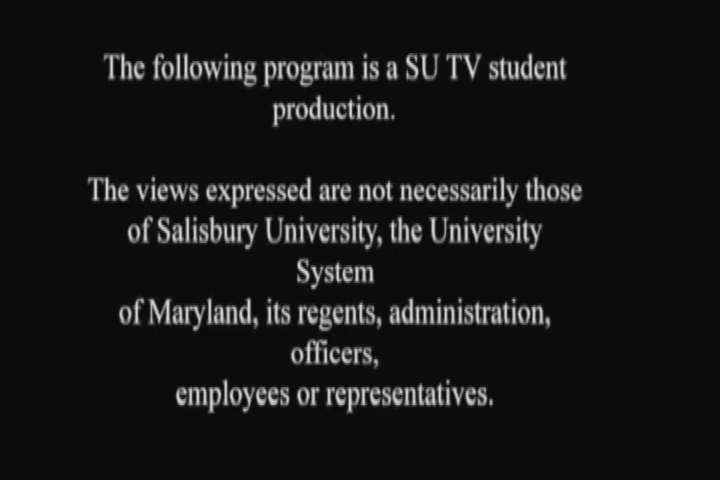 The following program is a SU TV student
production.
The views expressed are not necessarily those
of Salisbury University, the University
System
of Maryland, its regents, administration,
officers,
employees or representatives.